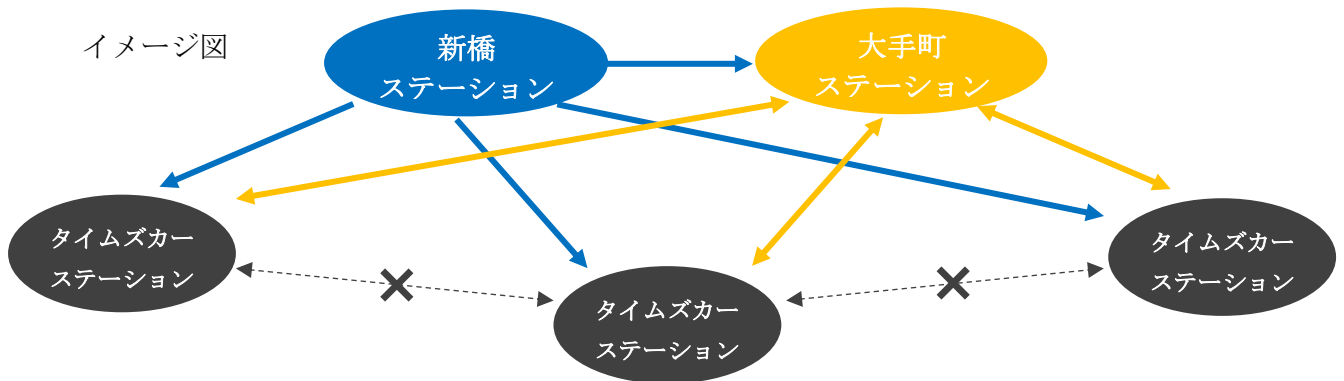 イメージ図
新橋
ステーション
大手町
ステーション
タイムズカー
ステーション
タイムズカー
ステーション
タイムズカー
ステーション